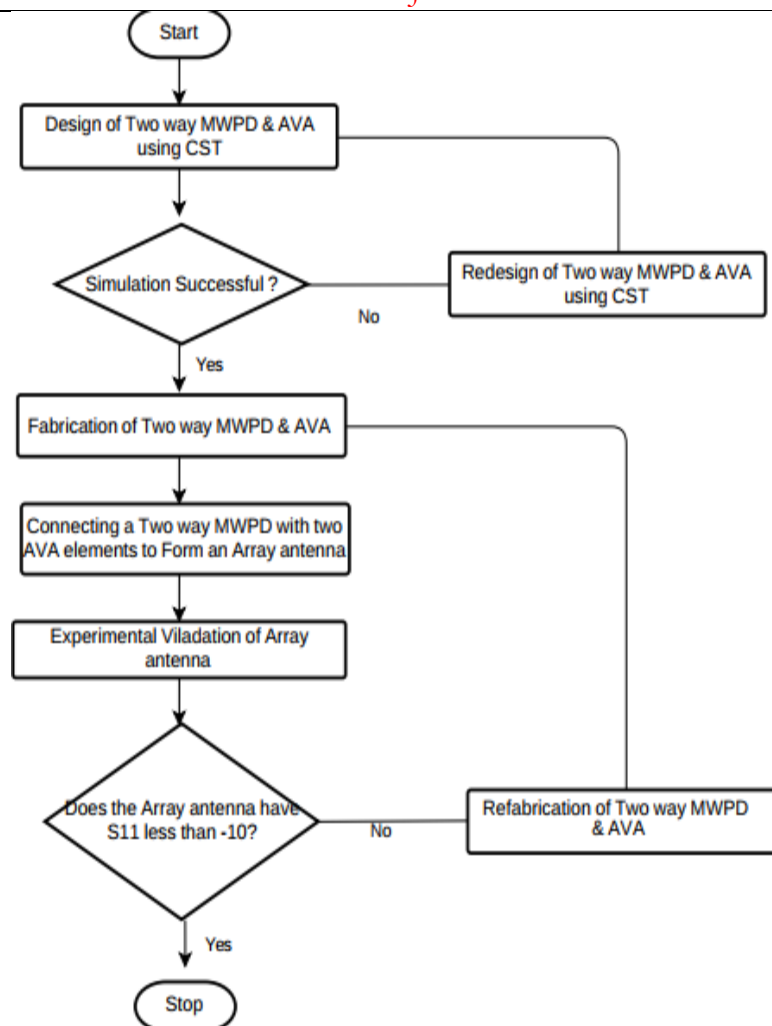 Start
Design of Two way MWPD & AVA
using CST
Simulation Successful ?
No
Redesign of Two way MWPD & AVA
using CST
Yes
Fabrication of Two way MWPD & AVA
Connecting a Two way MWPD with two
AVA elements to Form an Array antenna
Experimental Viladation of Array
antenna
Does the Array antenna have
S11 less than -10?
No
Refabrication of Two way MWPD
& AVA
Yes
Stop